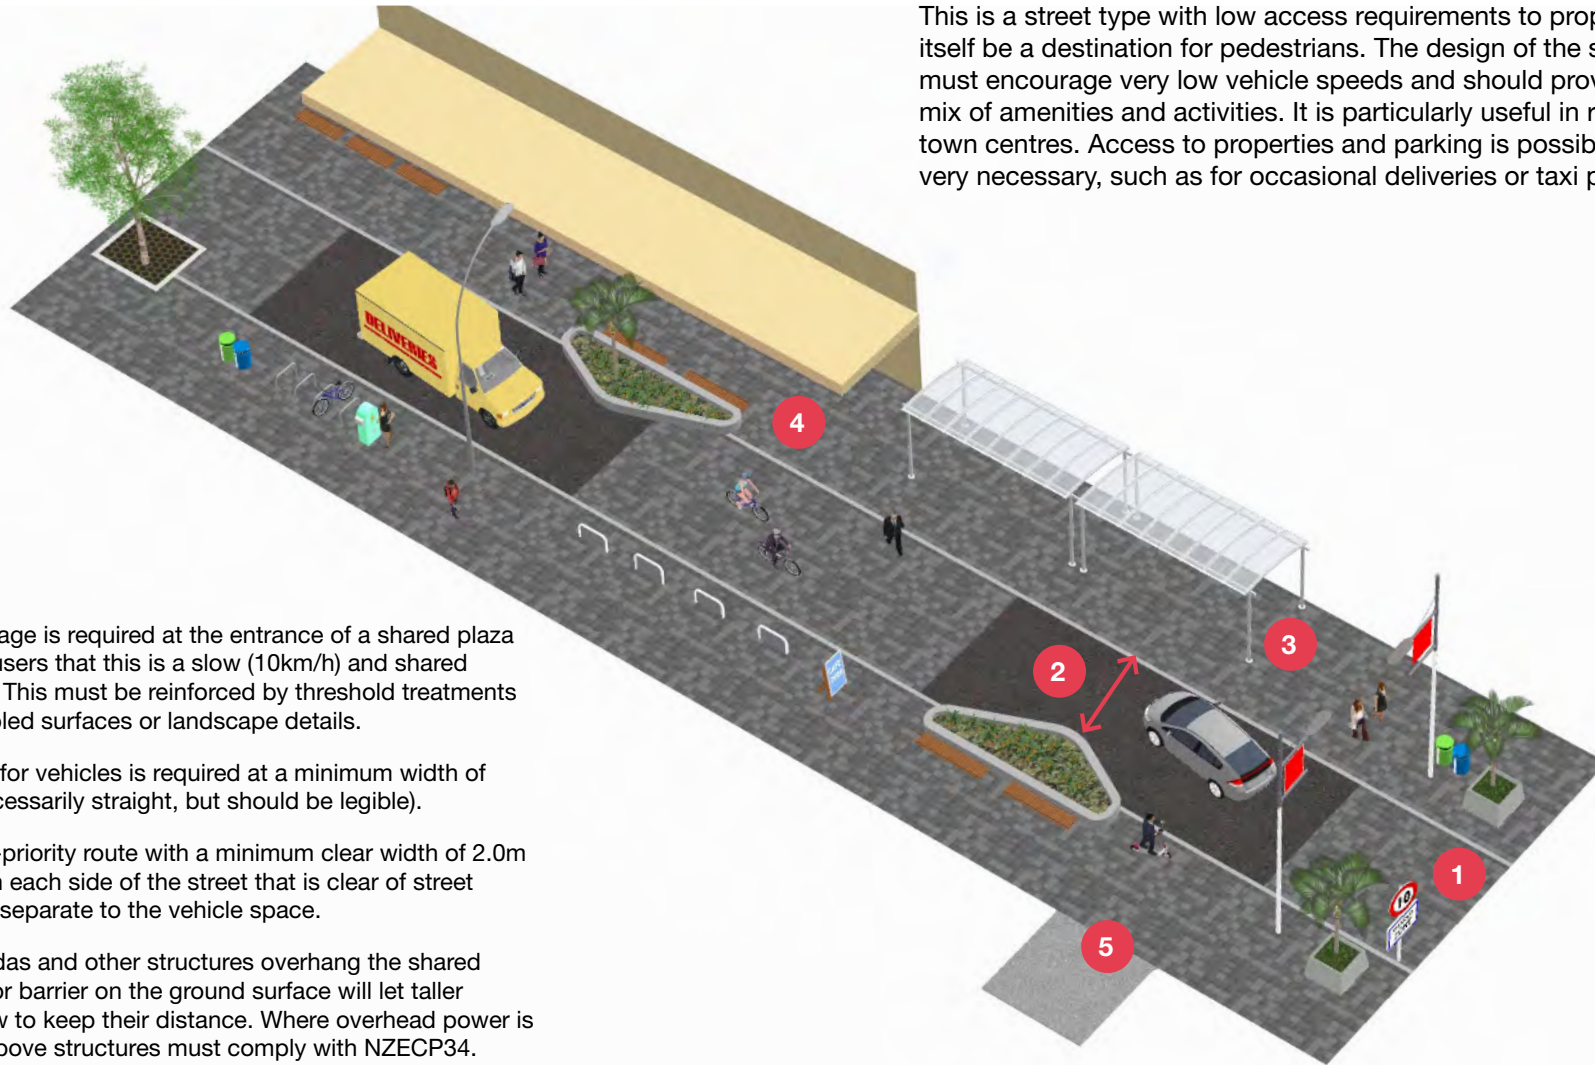 This is a street type with low access requirements to prop
itself be a destination for pedestrians. The design of the s
must encourage very low vehicle speeds and should prov
mix of amenities and activities. It is particularly useful in r
town centres. Access to properties and parking is possib
very necessary, such as for occasional deliveries or taxi p
DELIVERIES
4
3
2
age is required at the entrance of a shared plaza
users that this is a slow (10km/h) and shared
This must be reinforced by threshold treatments
bled surfaces or landscape details.
for vehicles is required at a minimum width of
cessarily straight, but should be legible).
-priority route with a minimum clear width of 2.0m
n each side of the street that is clear of street
separate to the vehicle space.
das and other structures overhang the shared
or barrier on the ground surface will let taller
w to keep their distance. Where overhead power is
bove structures must comply with NZECP34.
1
10
ZONE
5